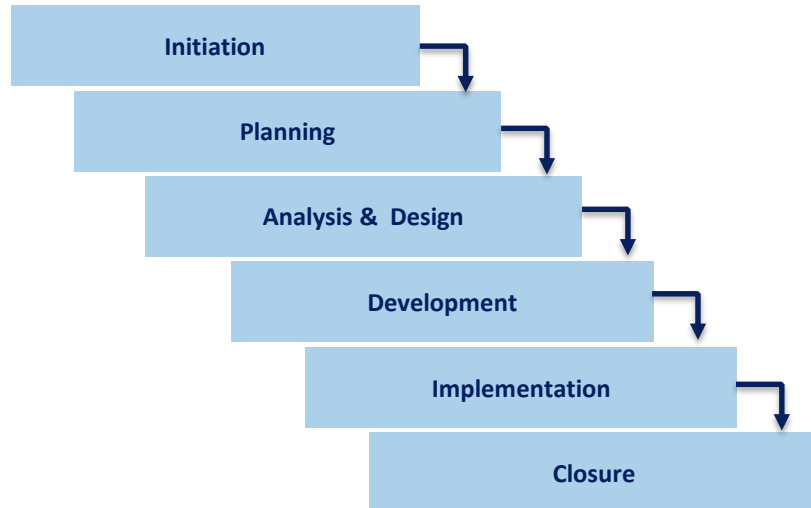 Initiation
Planning
Analysis & Design
Development
Implementation
Closure